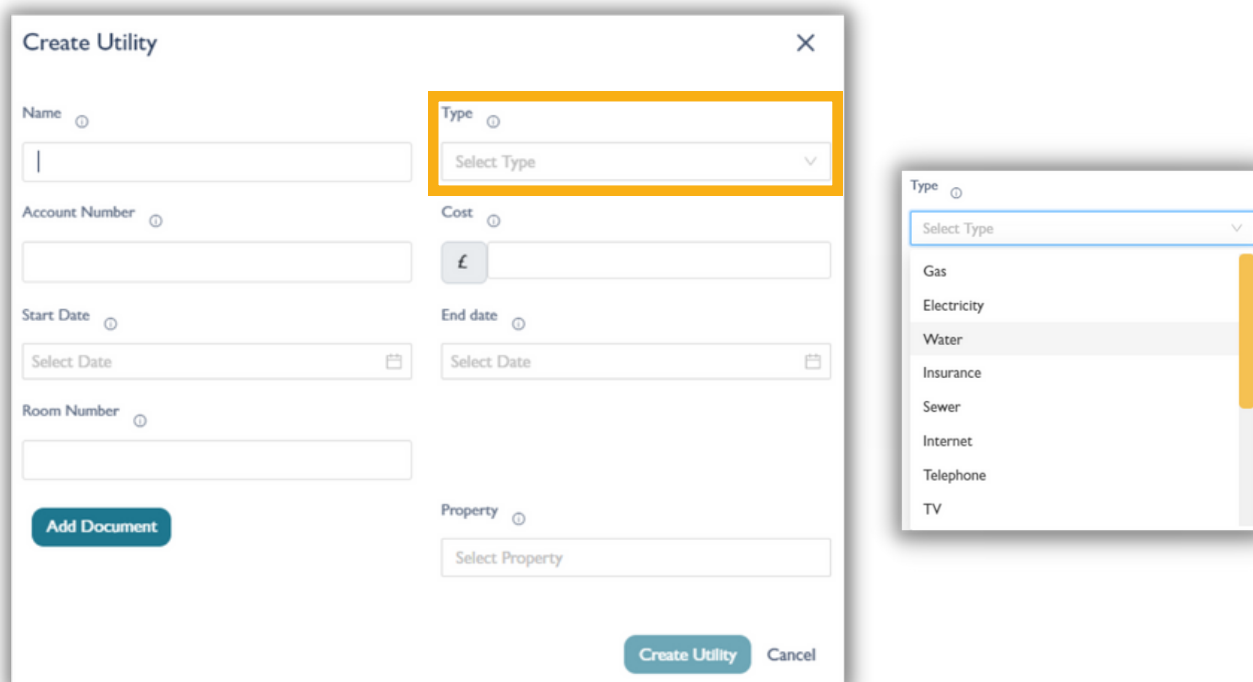 Create Utility
Name
Type
Select Type
Account Number
Cost
£
Start Date
End date
Select Date
Select Date
Room Number
Add Document
Property
Select Property
Create Utility
Cancel
Type
Select Type
Gas
Electricity
Water
Insurance
Sewer
Internet
Telephone
TV